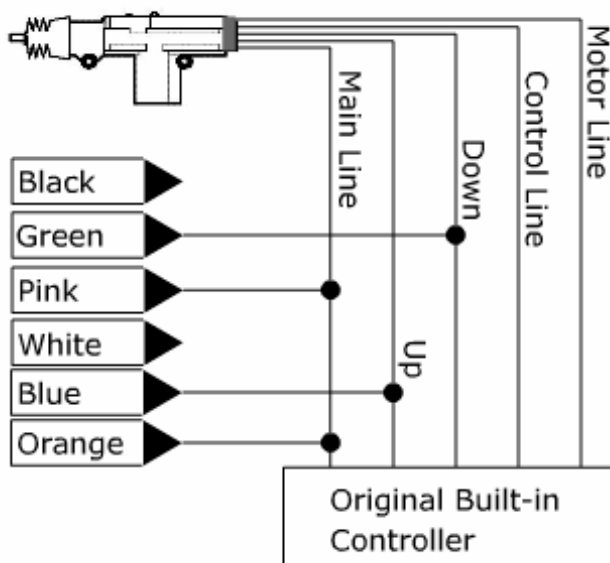 Motor Line
Control Line
Down
Main Line
Up
Black
Green
Pink
White
Blue
Orange
Original Built-in
Controller